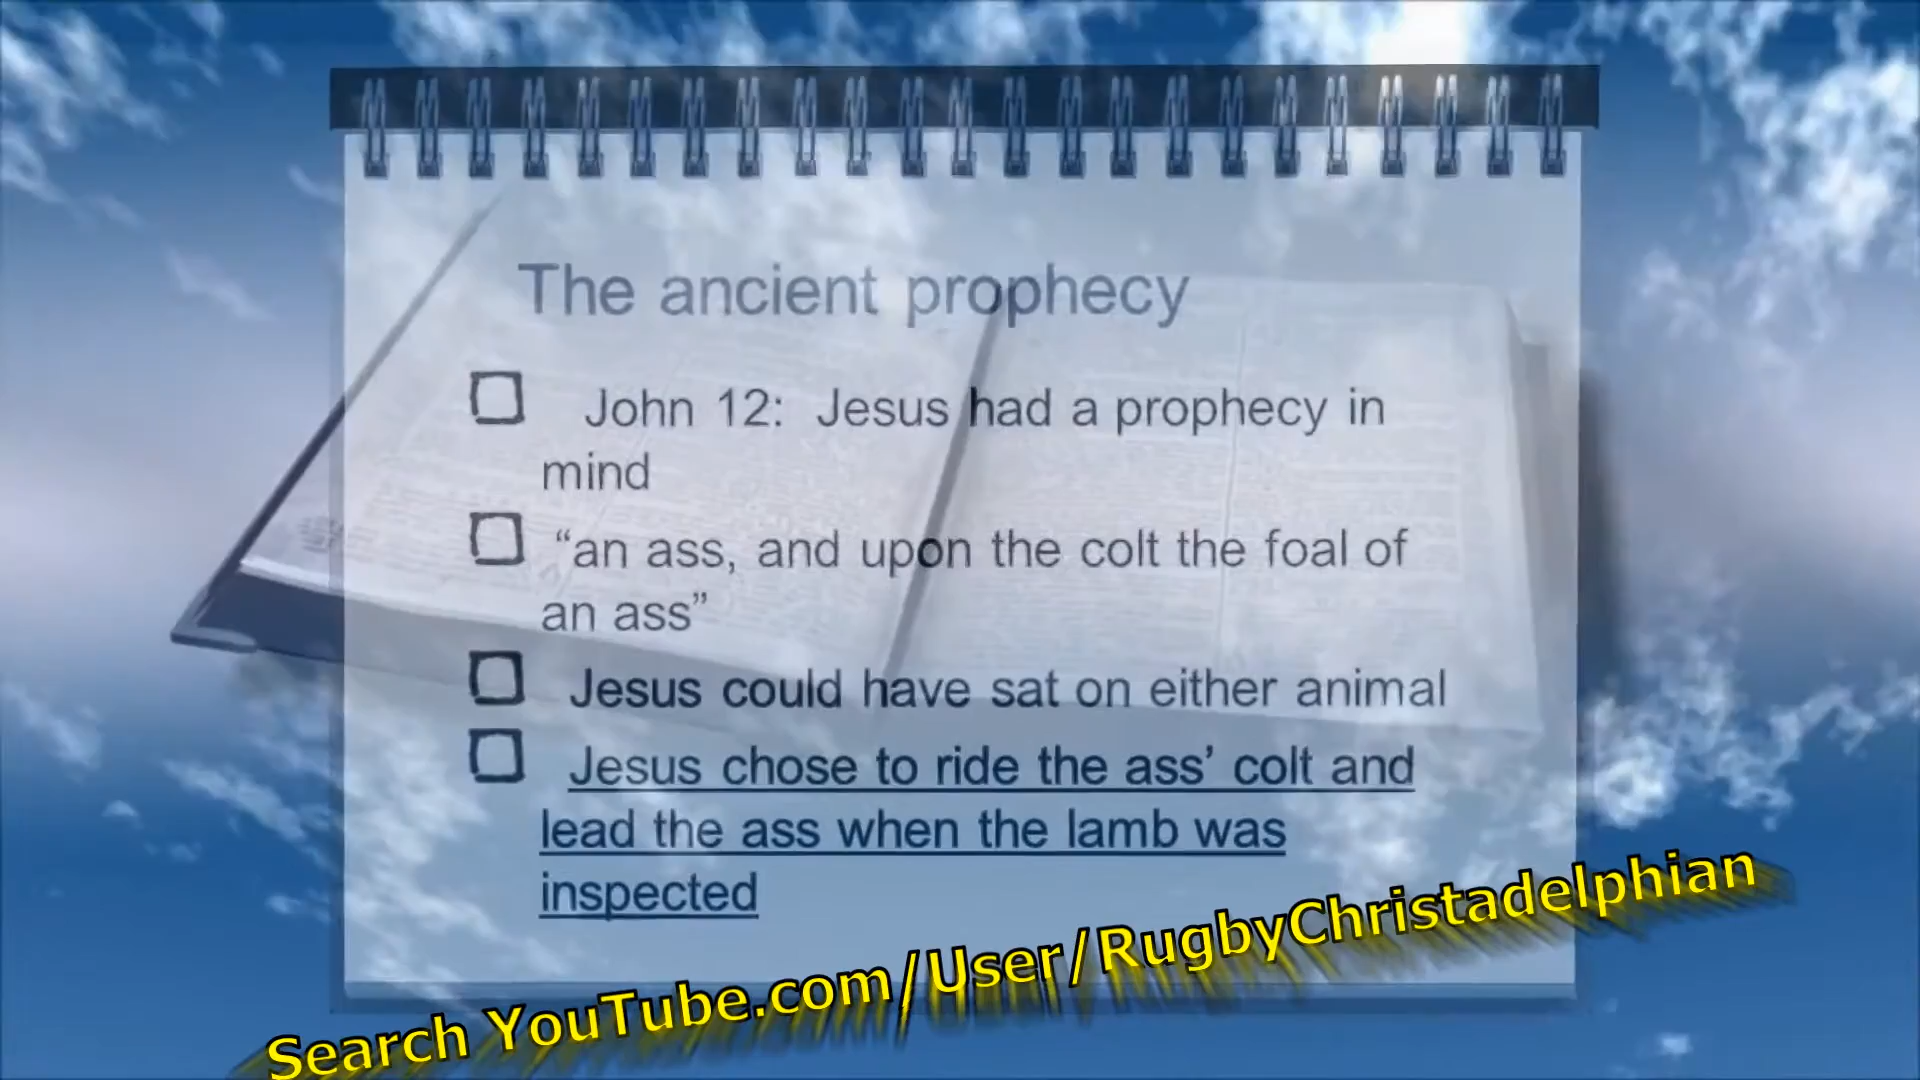 The ancient prophecy
John 12: Jesus had a prophecy in
mind
“an ass, and upon the colt the foal of
an ass”
Jesus could have sat on either animal
Jesus chose to ride the ass’ colt and
lead the ass when the lamb was
inspected
Search YouTube.com/User/RugbyChristadelphian